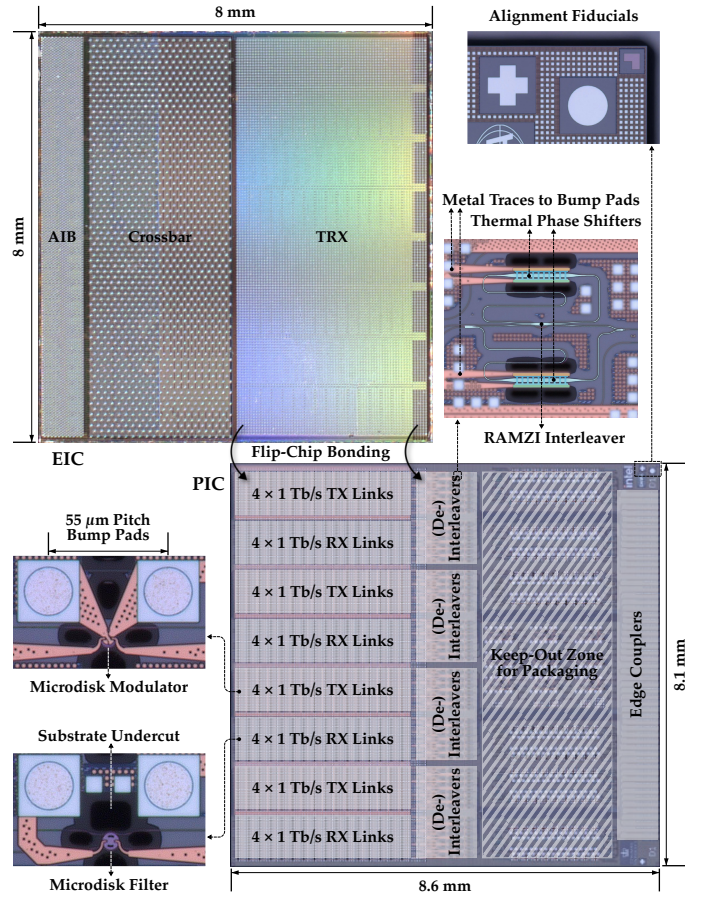 8 mm
Alignment Fiducials
8 mm
AIB
Crossbar
TRX
Metal Traces to Bump Pads
Thermal Phase Shifters
RAMZI Interleaver
EIC
Flip-Chip Bonding
PIC
55 µm Pitch
Bump Pads
Microdisk Modulator
Substrate Undercut
Microdisk Filter
4 × 1 Tb/s TX Links
4 × 1 Tb/s RX Links
4 × 1 Tb/s TX Links
4 × 1 Tb/s RX Links
4 × 1 Tb/s TX Links
4 × 1 Tb/s RX Links
4 × 1 Tb/s TX Links
4 × 1 Tb/s RX Links
(De-)
Interleavers
(De-)
Interleavers
(De-)
Interleavers
(De-)
Interleavers
Keep-Out Zone
for Packaging
Edge Couplers
intel
8.1 mm
8.6 mm